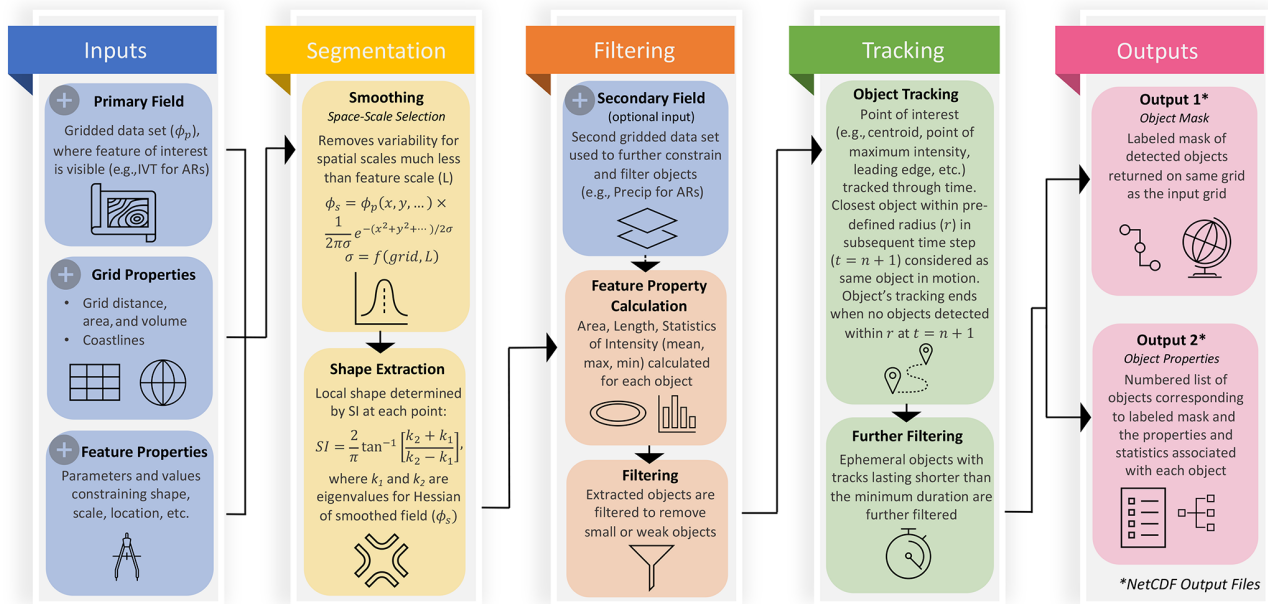 Inputs
Primary Field
Gridded data set (ϕₚ),
where feature of interest
is visible (e.g.,IVT for ARs)
Grid Properties
• Grid distance,
area, and volume
• Coastlines
Feature Properties
Parameters and values
constraining shape,
scale, location, etc.
Segmentation
Smoothing
Space-Scale Selection
Removes variability for
spatial scales much less
than feature scale (L)
ϕₛ = ϕₚ(x, y, … ) ×
1/2πσ e^−(x²+y²+⋯ )/2σ
σ = f(grid, L)
Shape Extraction
Local shape determined
by SI at each point:
SI = 2/π tan⁻¹ [k₂ + k₁ / k₂ − k₁],
where k₁ and k₂ are
eigenvalues for Hessian
of smoothed field (ϕₛ)
Filtering
Secondary Field
(optional input)
Second gridded data set
used to further constrain
and filter objects
(e.g., Precip for ARs)
Feature Property
Calculation
Area, Length, Statistics
of Intensity (mean,
max, min) calculated
for each object
Filtering
Extracted objects are
filtered to remove
small or weak objects
Tracking
Object Tracking
Point of interest
(e.g., centroid, point of
maximum intensity,
leading edge, etc.)
tracked through time.
Closest object within pre-
defined radius (r) in
subsequent time step
(t = n + 1) considered as
same object in motion.
Object's tracking ends
when no objects detected
within r at t = n + 1
Further Filtering
Ephemeral objects with
tracks lasting shorter than
the minimum duration are
further filtered
Outputs
Output 1*
Object Mask
Labeled mask of
detected objects
returned on same grid
as the input grid
Output 2*
Object Properties
Numbered list of
objects corresponding
to labeled mask and
the properties and
statistics associated
with each object
*NetCDF Output Files